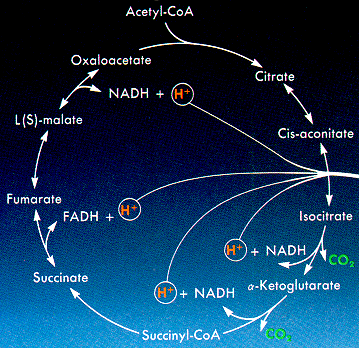 Acetyl-CoA
Oxaloacetate
Citrate
NADH + H+
L(S)-malate
Cis-aconitate
Fumarate
FADH + H+
Isocitrate
H+ + NADH
CO2
Succinate
H+ + NADH
α-Ketoglutarate
Succinyl-CoA
CO2